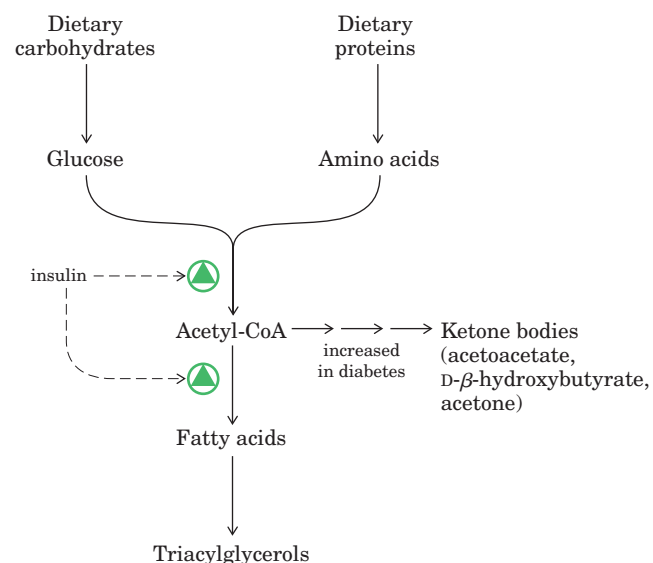 Dietary
carbohydrates
Dietary
proteins
Glucose
Amino acids
insulin
Acetyl-CoA
increased
in diabetes
Ketone bodies
(acetoacetate,
D-β-hydroxybutyrate,
acetone)
Fatty acids
Triacylglycerols